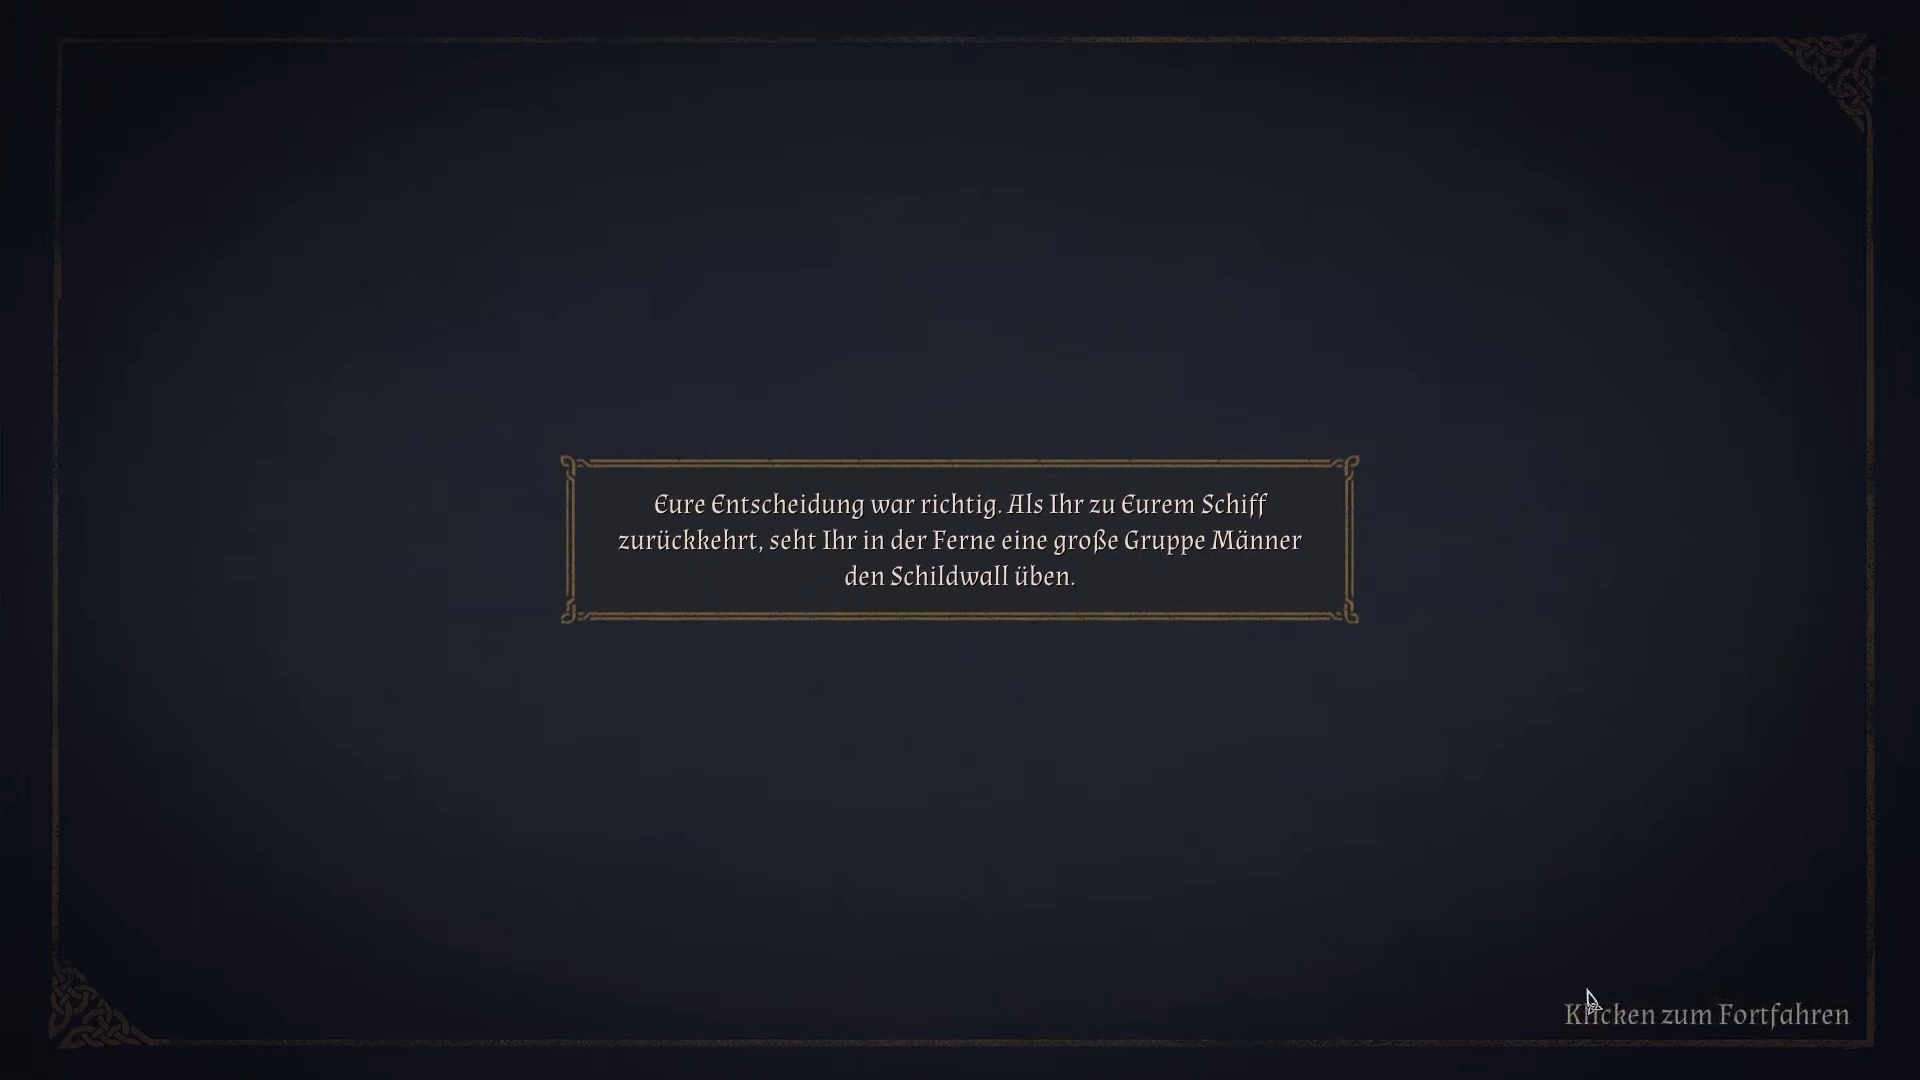 Eure Entscheidung war richtig. Als Ihr zu Eurem Schiff
zurückkehrt, seht Ihr in der Ferne eine große Gruppe Männer
den Schildwall üben.
Klicken zum Fortfahren